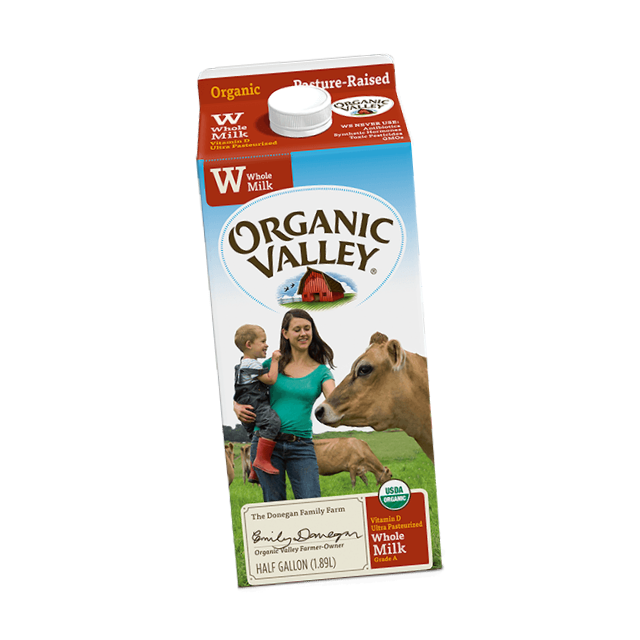 Organic
Pasture-Raised
W
Whole
Milk
Vitamin D
Ultra Pasteurized
ORGANIC
VALLEY
WE NEVER USE:
Antibiotics
Synthetic Hormones
Toxic Pesticides
GMOs
W Whole
Milk
ORGANIC
VALLEY®
USDA
ORGANIC
The Donegan Family Farm
Emily Donegan
Organic Valley Farmer-Owner
HALF GALLON (1.89L)
Vitamin D
Ultra Pasteurized
Whole
Milk
Grade A